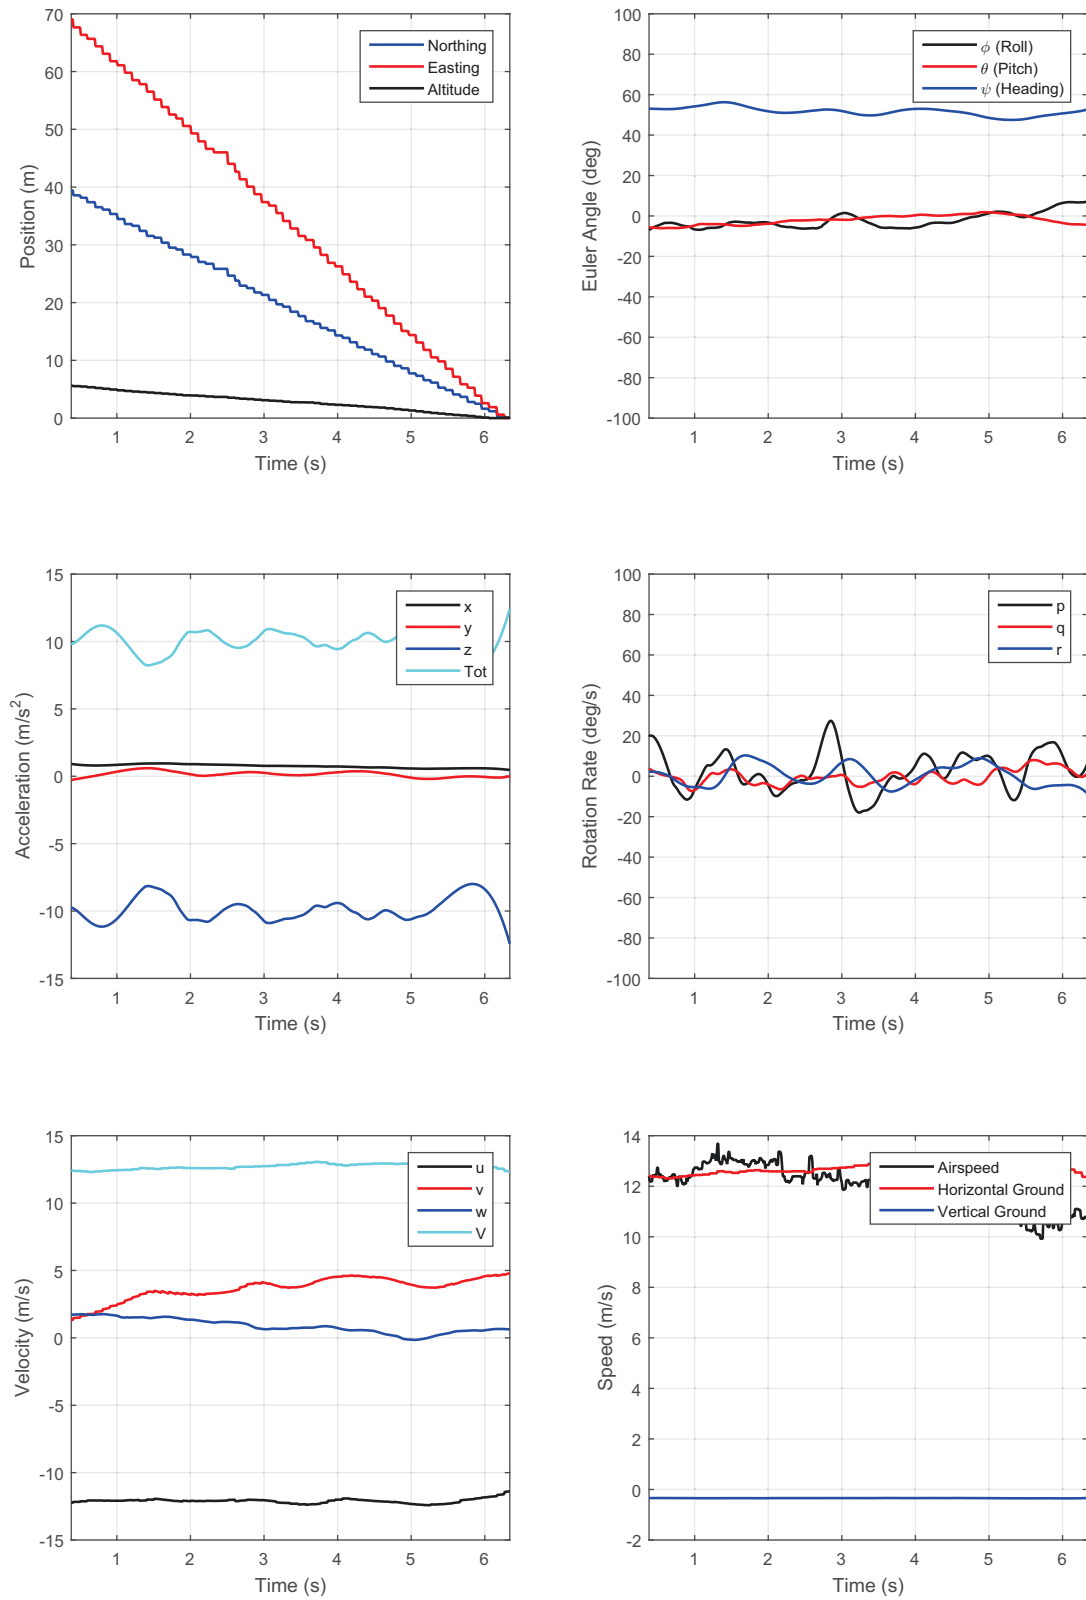 70
60
50
40
30
20
10
0
Position (m)
Northing
Easting
Altitude
1 2 3 4 5 6
Time (s)
100
80
60
40
20
0
-20
-40
-60
-80
-100
Euler Angle (deg)
ϕ (Roll)
θ (Pitch)
ψ (Heading)
1 2 3 4 5 6
Time (s)
15
10
5
0
-5
-10
-15
Acceleration (m/s²)
x
y
z
Tot
1 2 3 4 5 6
Time (s)
100
80
60
40
20
0
-20
-40
-60
-80
-100
Rotation Rate (deg/s)
p
q
r
1 2 3 4 5 6
Time (s)
15
10
5
0
-5
-10
-15
Velocity (m/s)
u
v
w
V
1 2 3 4 5 6
Time (s)
14
12
10
8
6
4
2
0
-2
Speed (m/s)
Airspeed
Horizontal Ground
Vertical Ground
1 2 3 4 5 6
Time (s)